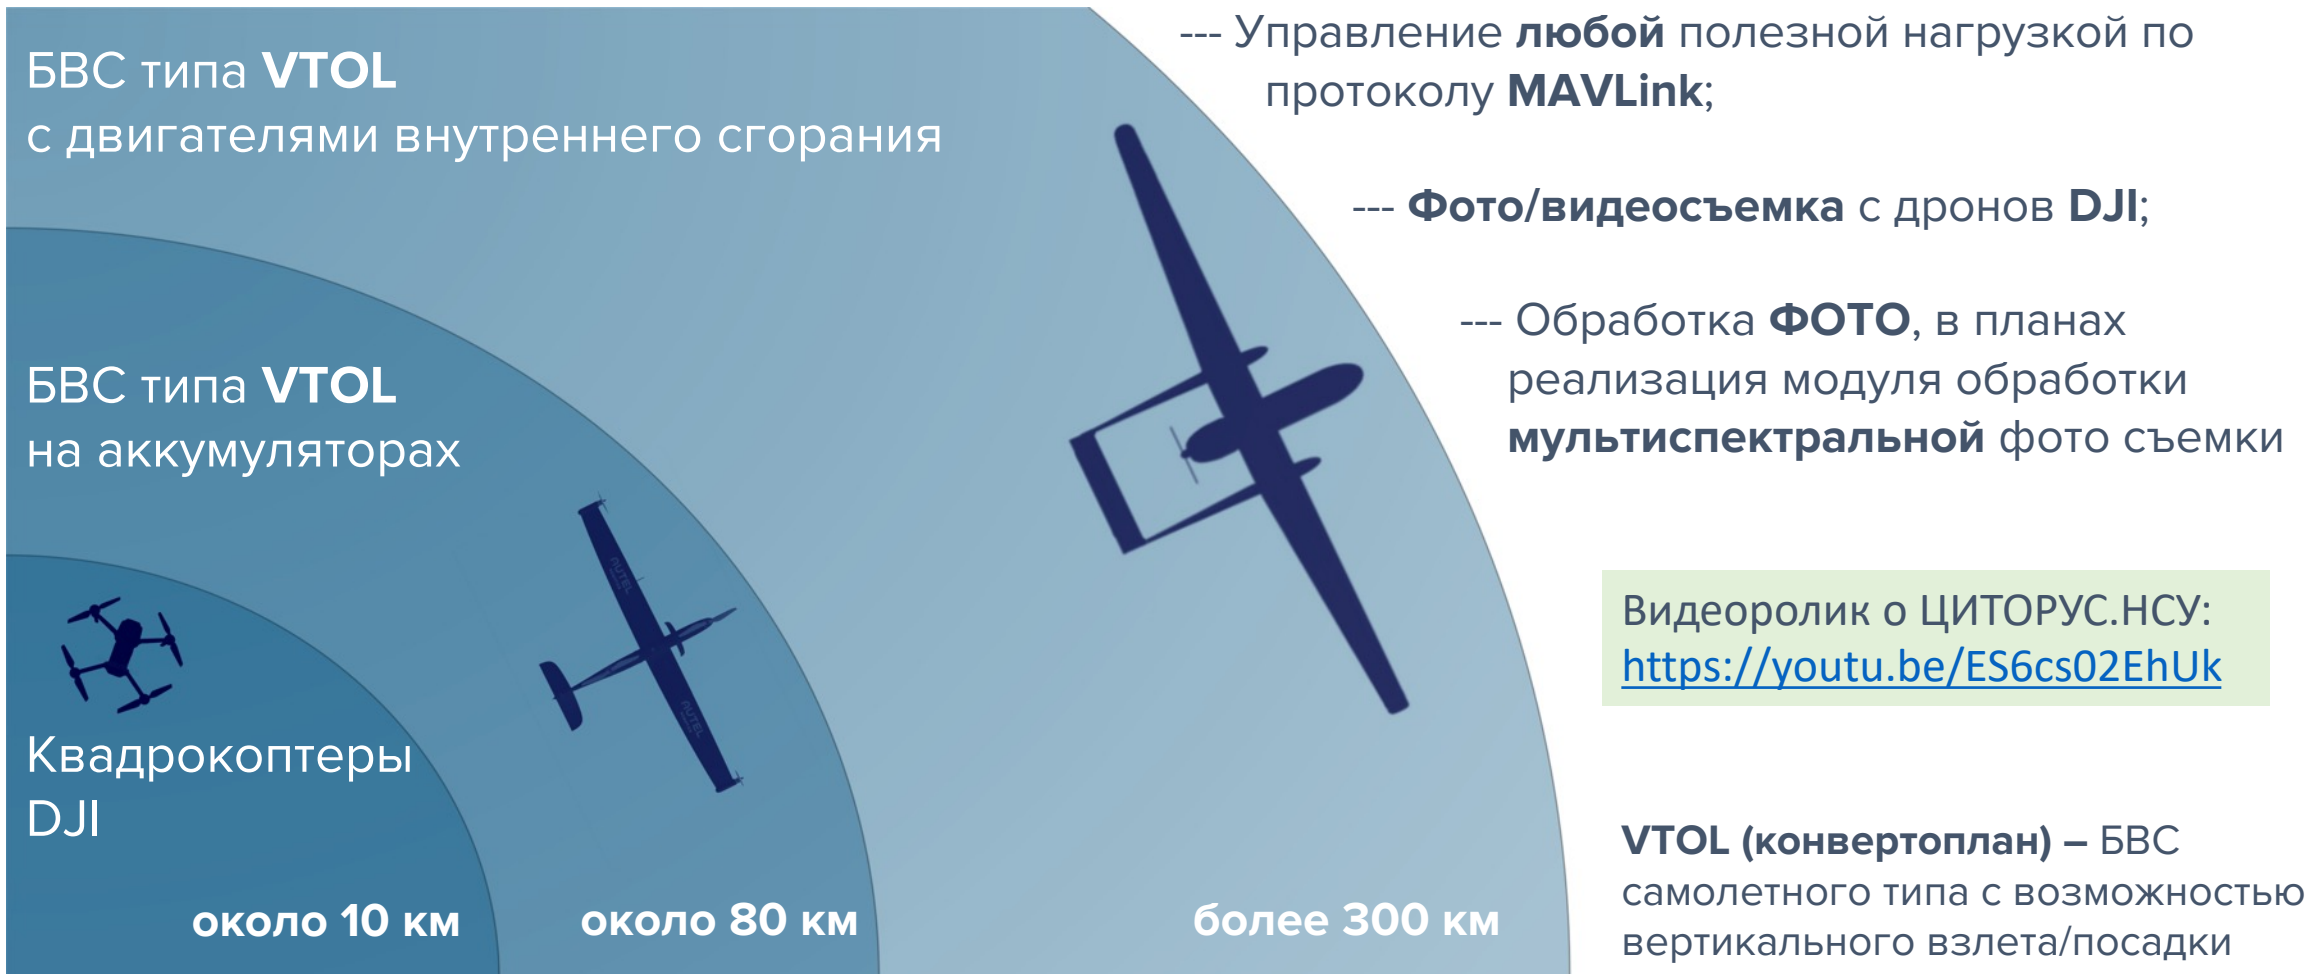 БВС типа VTOL
с двигателями внутреннего сгорания
БВС типа VTOL
на аккумуляторах
Квадрокоптеры
DJI
около 10 км
около 80 км
более 300 км
AUTEL
AUTEL
--- Управление любой полезной нагрузкой по
протоколу MAVLink;
--- Фото/видеосъемка с дронов DJI;
--- Обработка ФОТО, в планах
реализация модуля обработки
мультиспектральной фото съемки
Видеоролик о ЦИТОРУС.НСУ:
https://youtu.be/ES6cs02EhUk
VTOL (конвертоплан) – БВС
самолетного типа с возможностью
вертикального взлета/посадки